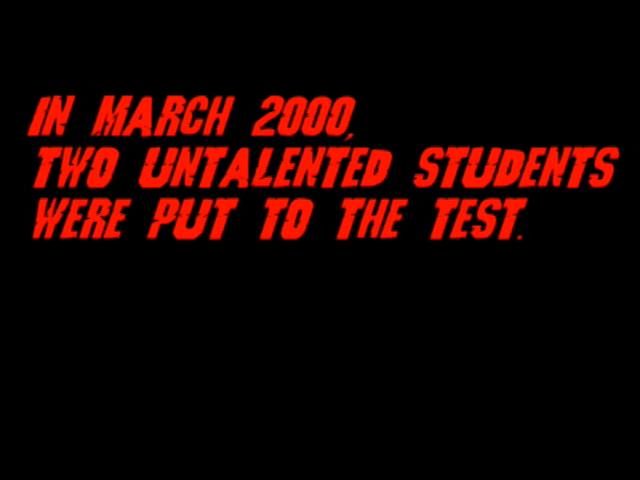 IN MARCH 2000,
TWO UNTALENTED STUDENTS
WERE PUT TO THE TEST.